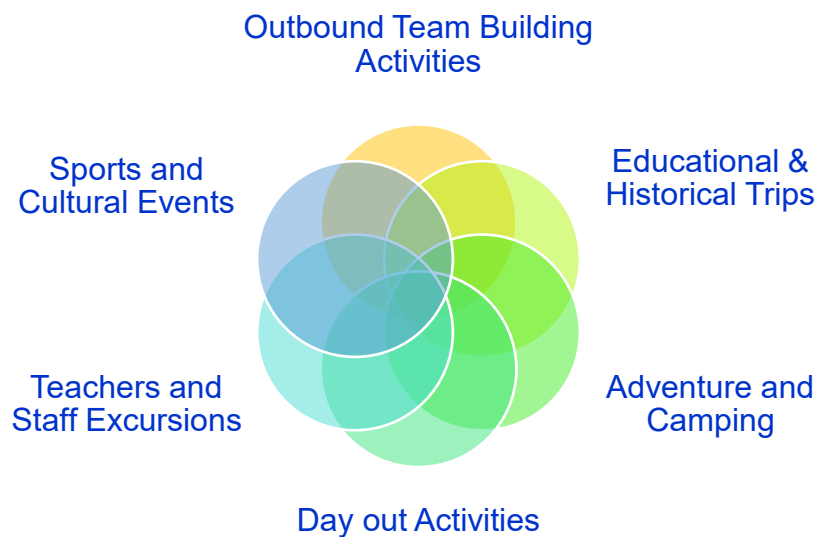 Outbound Team Building
Activities
Sports and
Cultural Events
Educational &
Historical Trips
Teachers and
Staff Excursions
Adventure and
Camping
Day out Activities